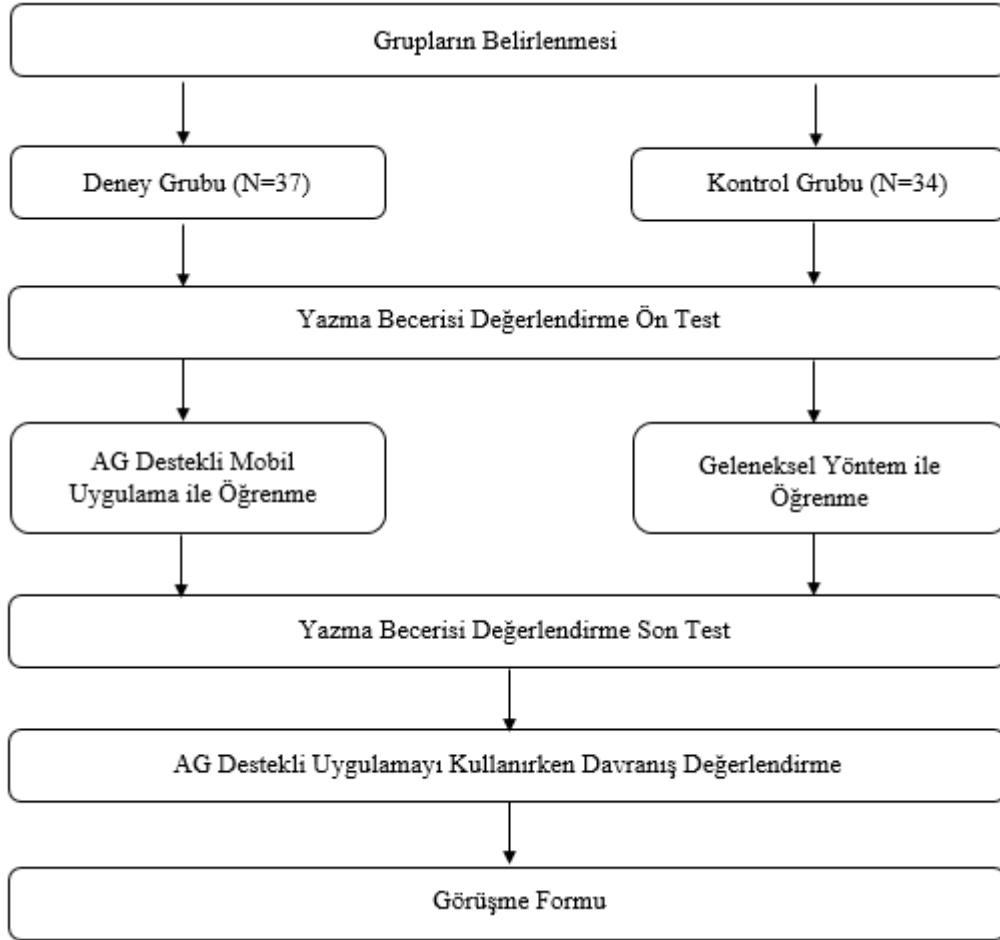 Grupların Belirlenmesi
Deney Grubu (N=37)
Kontrol Grubu (N=34)
Yazma Becerisi Değerlendirme Ön Test
AG Destekli Mobil
Uygulama ile Öğrenme
Geleneksel Yöntem ile
Öğrenme
Yazma Becerisi Değerlendirme Son Test
AG Destekli Uygulamayı Kullanırken Davranış Değerlendirme
Görüşme Formu